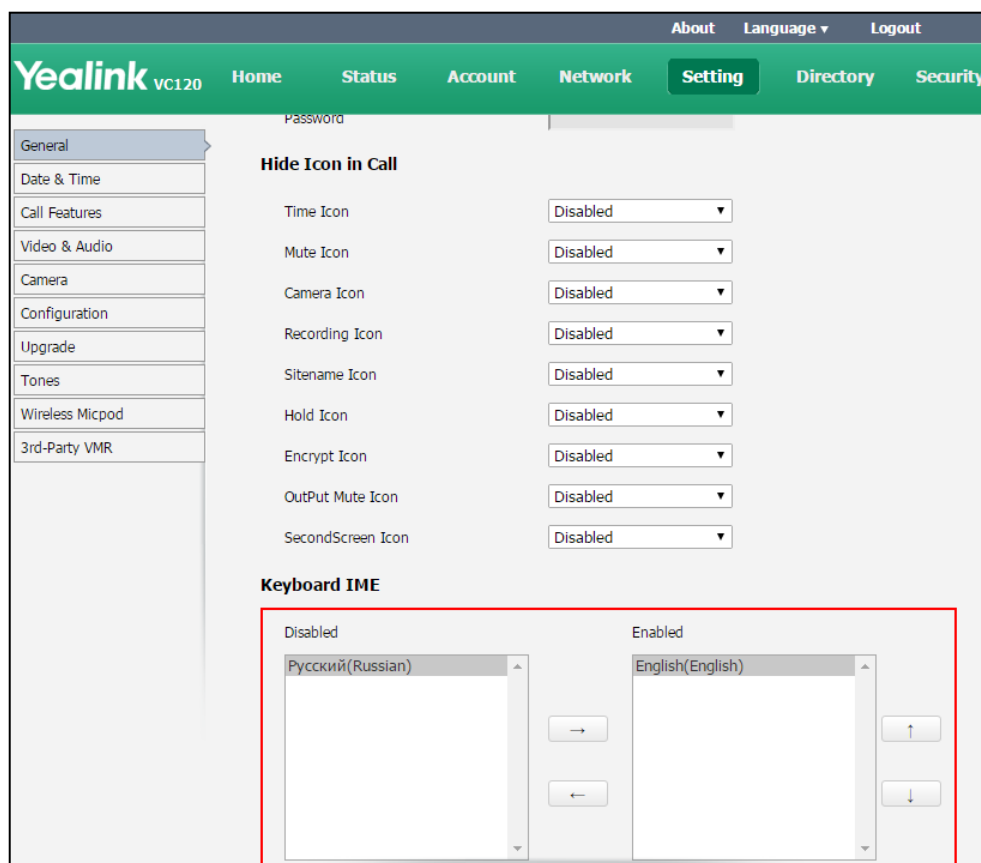 About Language ▾ Logout
Yealink VC120 Home Status Account Network Setting Directory Security
Password
General
Hide Icon in Call
Date & Time
Call Features
Video & Audio
Camera
Configuration
Upgrade
Tones
Wireless Micpod
3rd-Party VMR
Time Icon Disabled ▼
Mute Icon Disabled ▼
Camera Icon Disabled ▼
Recording Icon Disabled ▼
Sitename Icon Disabled ▼
Hold Icon Disabled ▼
Encrypt Icon Disabled ▼
OutPut Mute Icon Disabled ▼
SecondScreen Icon Disabled ▼
Keyboard IME
Disabled Enabled
Русский(Russian) English(English)
→ ↑
← ↓